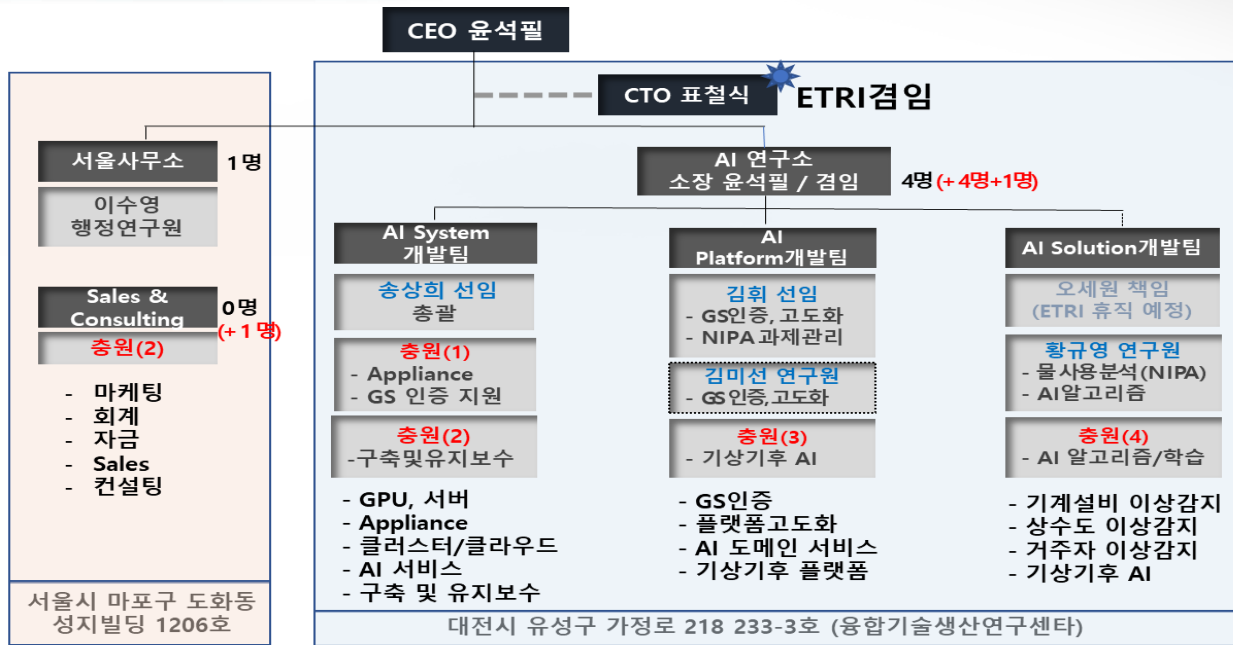 CEO 윤석필
CTO 표철식
ETRI겸임
서울사무소
1명
이수영
행정연구원
Sales &
Consulting
0명
(+1명)
충원(2)
- 마케팅
- 회계
- 자금
- Sales
- 컨설팅
서울시 마포구 도화동
성지빌딩 1206호
AI 연구소
소장 윤석필 / 겸임
4명(+4명+1명)
AI System
개발팀
송상희 선임
총괄
충원(1)
- Appliance
- GS 인증 지원
충원(2)
-구축및유지보수
- GPU, 서버
- Appliance
- 클러스터/클라우드
- AI 서비스
- 구축 및 유지보수
AI
Platform개발팀
김휘 선임
- GS인증, 고도화
- NIPA 과제관리
김미선 연구원
- GS인증,고도화
충원(3)
- 기상기후 AI
- GS인증
- 플랫폼고도화
- AI 도메인 서비스
- 기상기후 플랫폼
AI Solution개발팀
오세원 책임
(ETRI 휴직 예정)
황규영 연구원
- 물사용분석(NIPA)
- AI알고리즘
충원(4)
- AI 알고리즘/학습
- 기계설비 이상감지
- 상수도 이상감지
- 거주자 이상감지
- 기상기후 AI
대전시 유성구 가정로 218 233-3호 (융합기술생산연구센타)